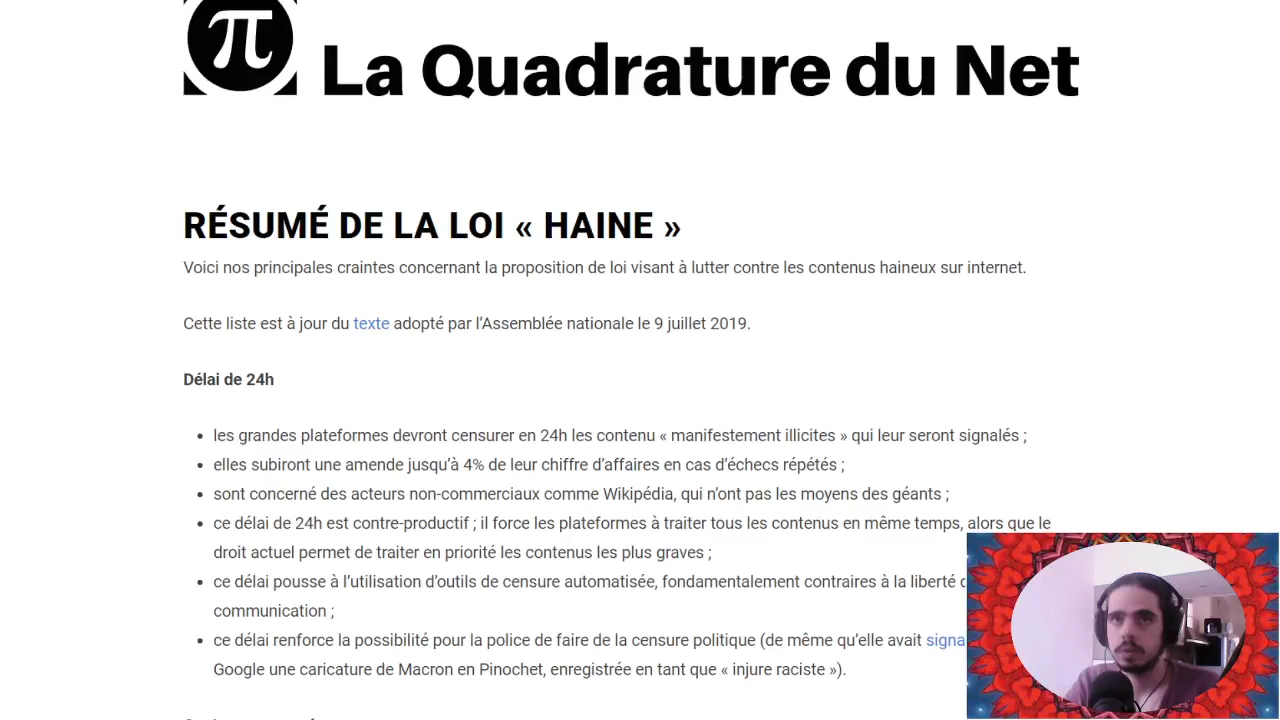 π La Quadrature du Net
RÉSUMÉ DE LA LOI « HAINE »
Voici nos principales craintes concernant la proposition de loi visant à lutter contre les contenus haineux sur internet.
Cette liste est à jour du texte adopté par l’Assemblée nationale le 9 juillet 2019.
Délai de 24h
• les grandes plateformes devront censurer en 24h les contenu « manifestement illicites » qui leur seront signalés ;
• elles subiront une amende jusqu’à 4% de leur chiffre d’affaires en cas d’échecs répétés ;
• sont concerné des acteurs non-commerciaux comme Wikipédia, qui n’ont pas les moyens des géants ;
• ce délai de 24h est contre-productif ; il force les plateformes à traiter tous les contenus en même temps, alors que le
droit actuel permet de traiter en priorité les contenus les plus graves ;
• ce délai pousse à l’utilisation d’outils de censure automatisée, fondamentalement contraires à la liberté
communication ;
• ce délai renforce la possibilité pour la police de faire de la censure politique (de même qu’elle avait signa
Google une caricature de Macron en Pinochet, enregistrée en tant que « injure raciste »).